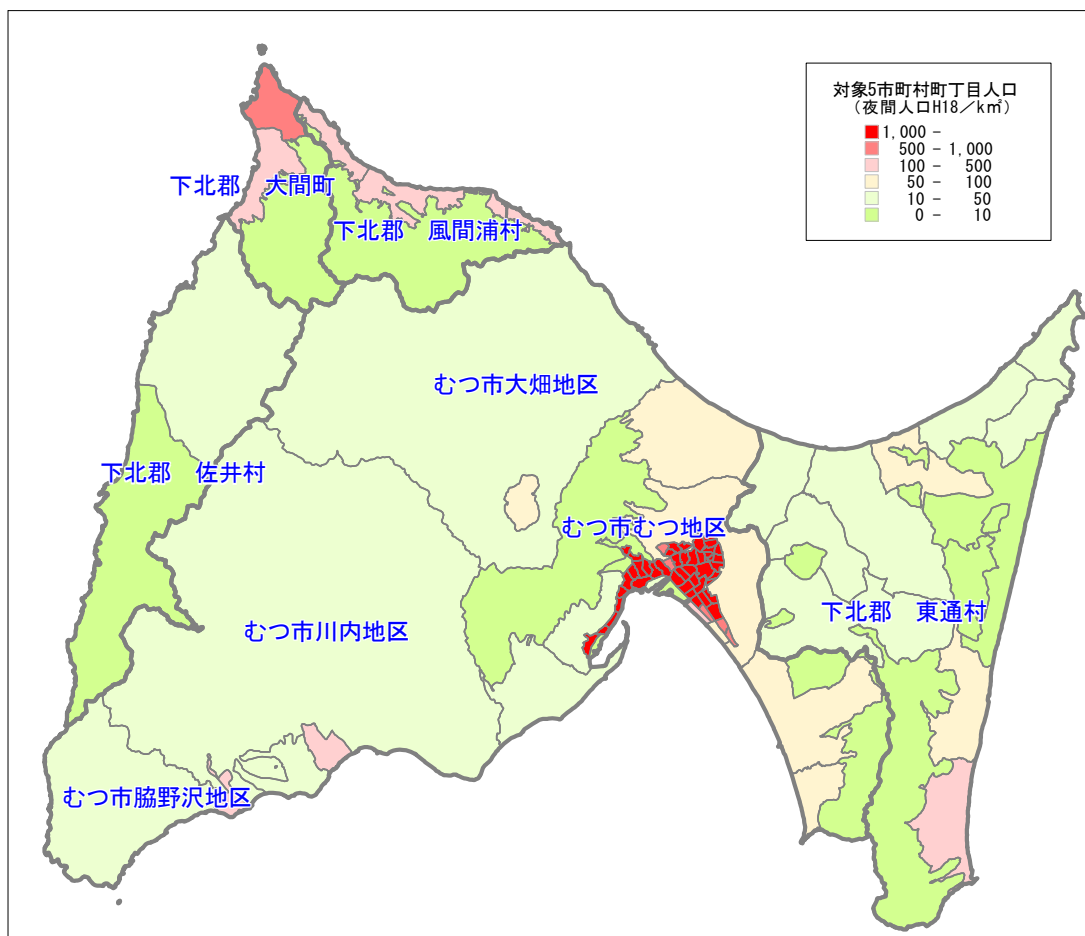 対象5市町村町丁目人口
(夜間人口H18/k㎡)
1,000 -
500 - 1,000
100 - 500
50 - 100
10 - 50
0 - 10
下北郡 大間町
下北郡 風間浦村
むつ市大畑地区
下北郡 佐井村
むつ市むつ地区
下北郡 東通村
むつ市川内地区
むつ市脇野沢地区